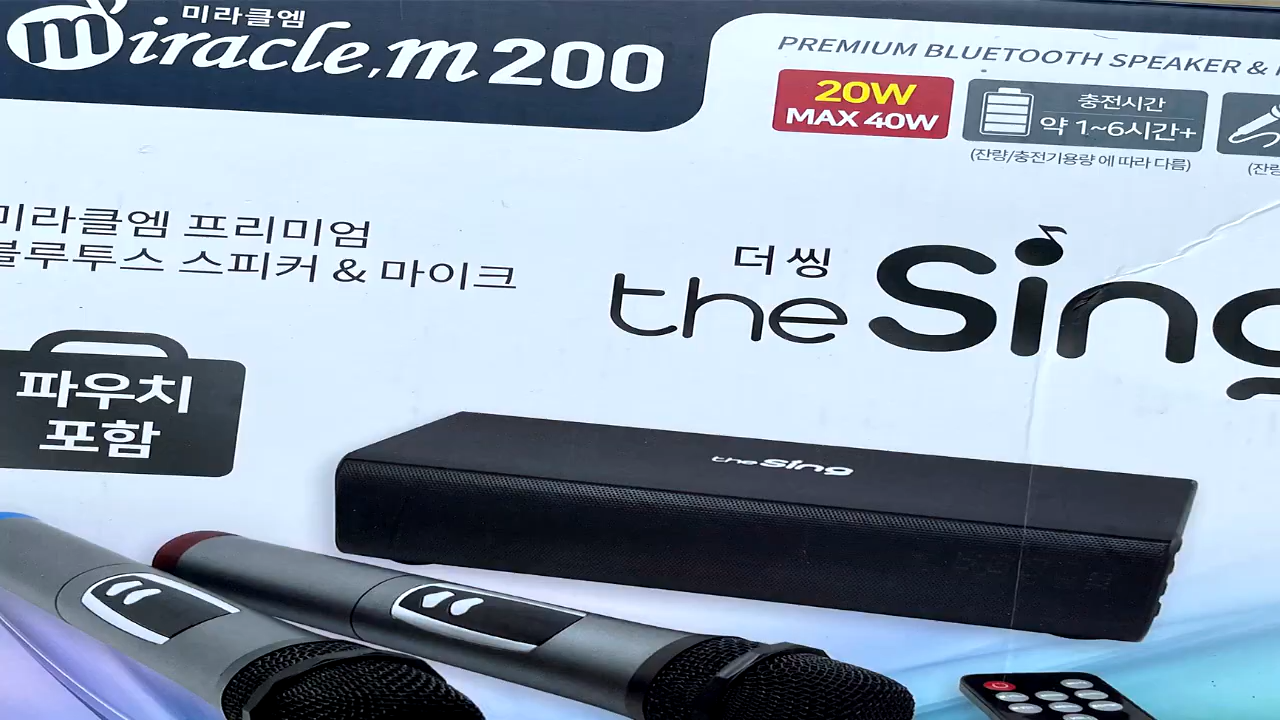 미라클엠
miracle.m200
PREMIUM BLUETOOTH SPEAKER &
20W
MAX 40W
충전시간
약 1~6시간+
(잔량/충전기용량에 따라 다름)
(잔량
미라클엠 프리미엄
블루투스 스피커 & 마이크
더 씽
the Sing
파우치
포함
the Sing